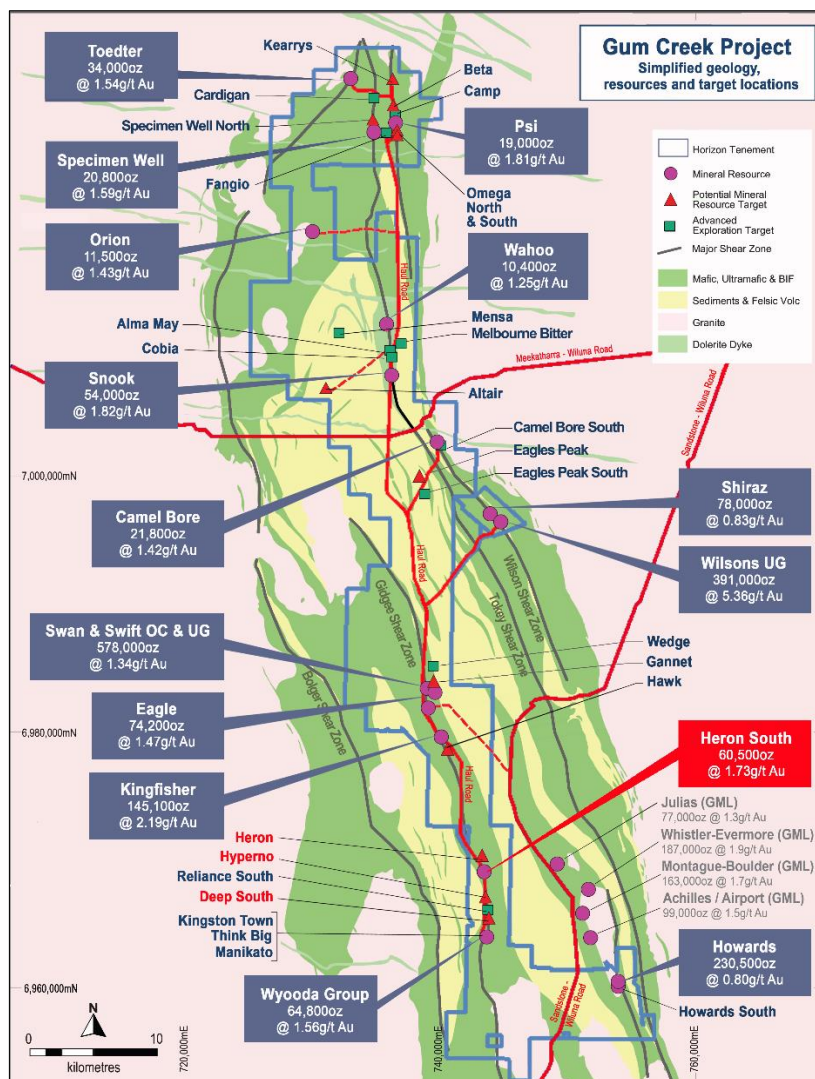 Gum Creek Project
Simplified geology,
resources and target locations
Horizon Tenement
Mineral Resource
Potential Mineral
Resource Target
Advanced
Exploration Target
Major Shear Zone
Mafic, Ultramafic & BIF
Sediments & Felsic Volc
Granite
Dolerite Dyke
Toedter
34,000oz
@ 1.54g/t Au
Kearrys
Beta
Camp
Cardigan
Specimen Well North
Psi
19,000oz
@ 1.81g/t Au
Specimen Well
20,800oz
@ 1.59g/t Au
Fangio
Omega
North
& South
Orion
11,500oz
@ 1.43g/t Au
Wahoo
10,400oz
@ 1.25g/t Au
Haul Road
Alma May
Mensa
Melbourne Bitter
Cobia
Meekatharra - Wiluna Road
Snook
54,000oz
@ 1.82g/t Au
Altair
Sandstone - Wiluna Road
Camel Bore South
Eagles Peak
Eagles Peak South
7,000,000mN
Shiraz
78,000oz
@ 0.83g/t Au
Camel Bore
21,800oz
@ 1.42g/t Au
Wilsons UG
391,000oz
@ 5.36g/t Au
Haul Road
Wilson Shear Zone
Tokay Shear Zone
Gidgee Shear Zone
Bolger Shear Zone
Swan & Swift OC & UG
578,000oz
@ 1.34g/t Au
Wedge
Gannet
Hawk
Eagle
74,200oz
@ 1.47g/t Au
6,980,000mN
Heron South
60,500oz
@ 1.73g/t Au
Kingfisher
145,100oz
@ 2.19g/t Au
Haul Road
Julias (GML)
77,000oz @ 1.3g/t Au
Whistler-Evermore (GML)
187,000oz @ 1.9g/t Au
Montague-Boulder (GML)
163,000oz @ 1.7g/t Au
Achilles / Airport (GML)
99,000oz @ 1.5g/t Au
Heron
Hyperno
Reliance South
Deep South
Kingston Town
Think Big
Manikato
Howards
230,500oz
@ 0.80g/t Au
Howards South
Wyooda Group
64,800oz
@ 1.56g/t Au
6,960,000mN
Sandstone -
Wiluna Road
N
0 10
kilometres
720,000mE
740,000mE
760,000mE